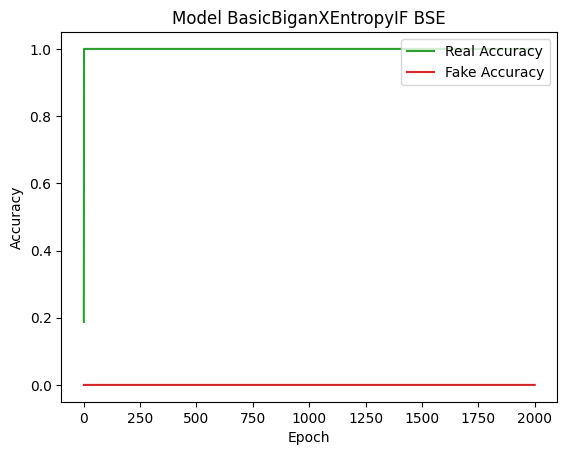 Model BasicBiganXEntropyIF BSE
Real Accuracy
Fake Accuracy
Accuracy
1.0
0.8
0.6
0.4
0.2
0.0
0 250 500 750 1000 1250 1500 1750 2000
Epoch